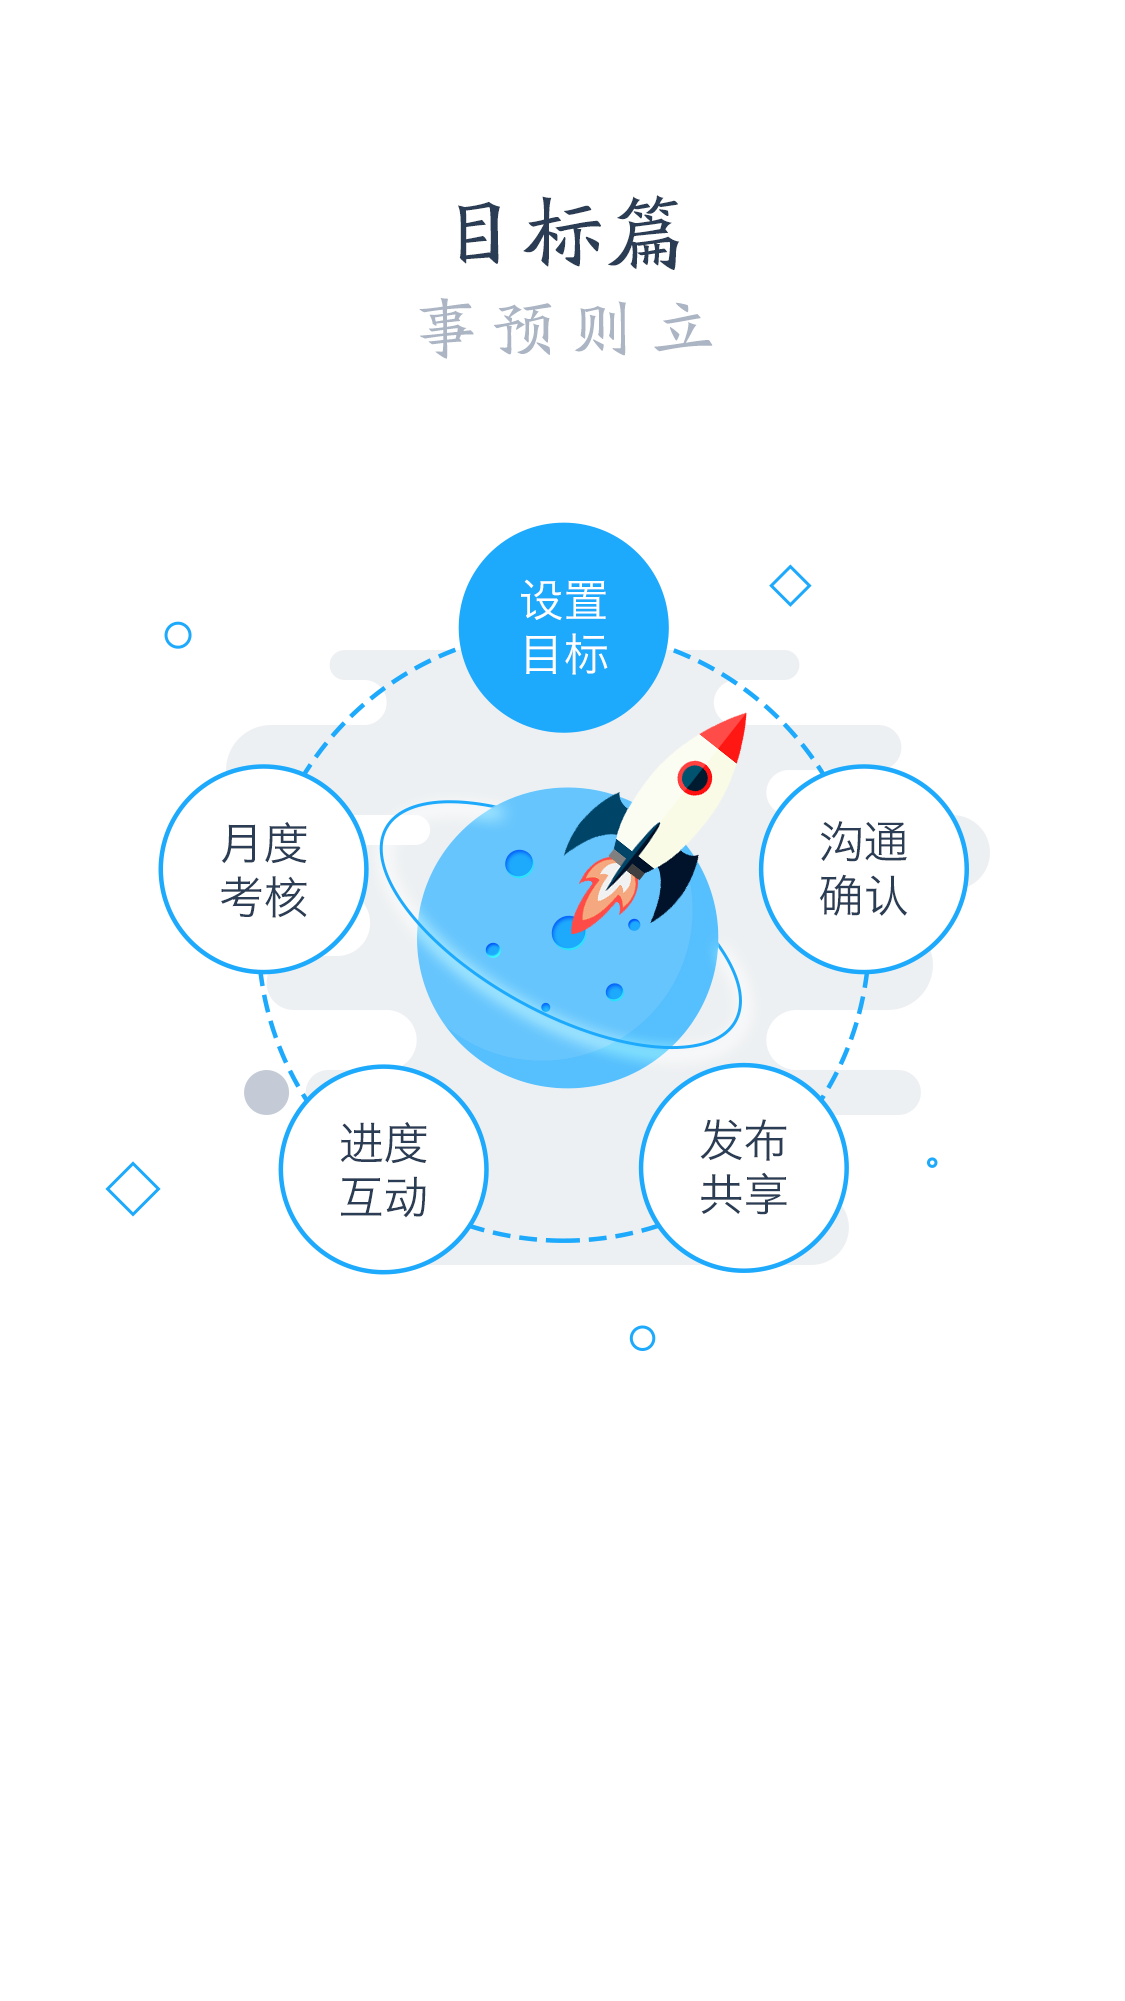 目标篇
事预则立
设置
目标
沟通
确认
发布
共享
进度
互动
月度
考核